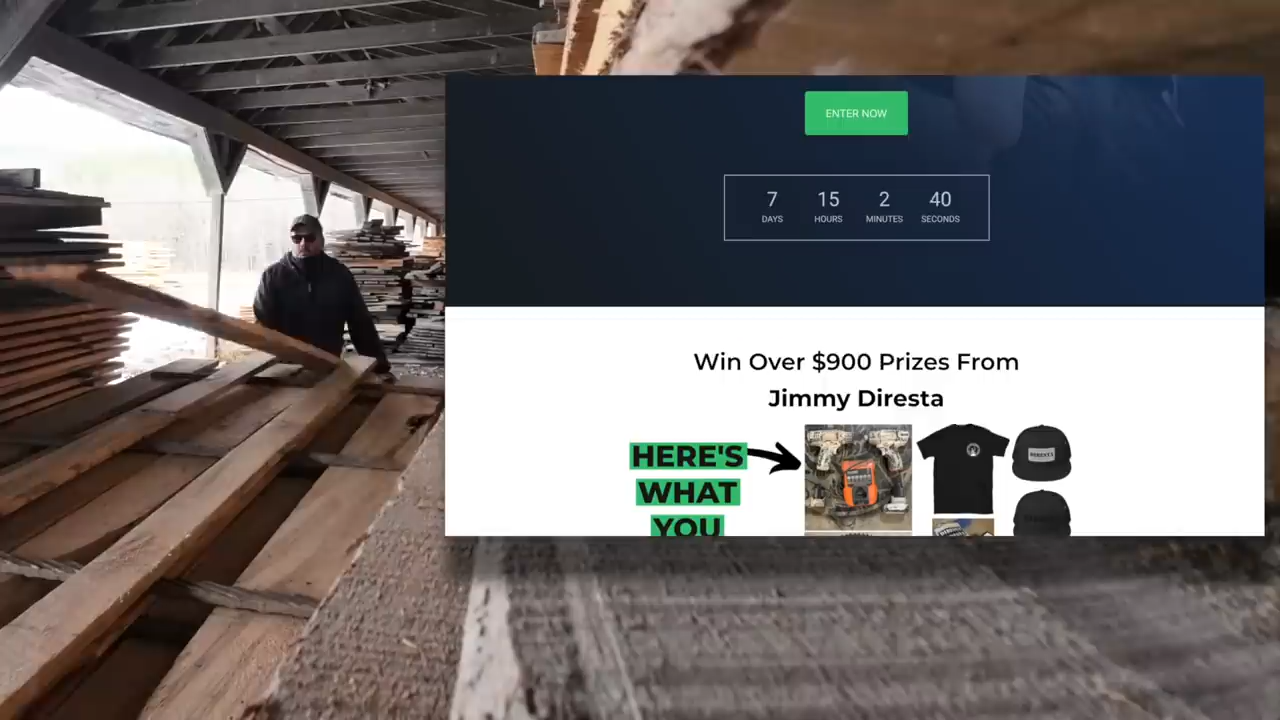 ENTER NOW
7 15 2 40
DAYS HOURS MINUTES SECONDS
Win Over $900 Prizes From
Jimmy Diresta
HERE'S
WHAT
YOU
DIRESTA